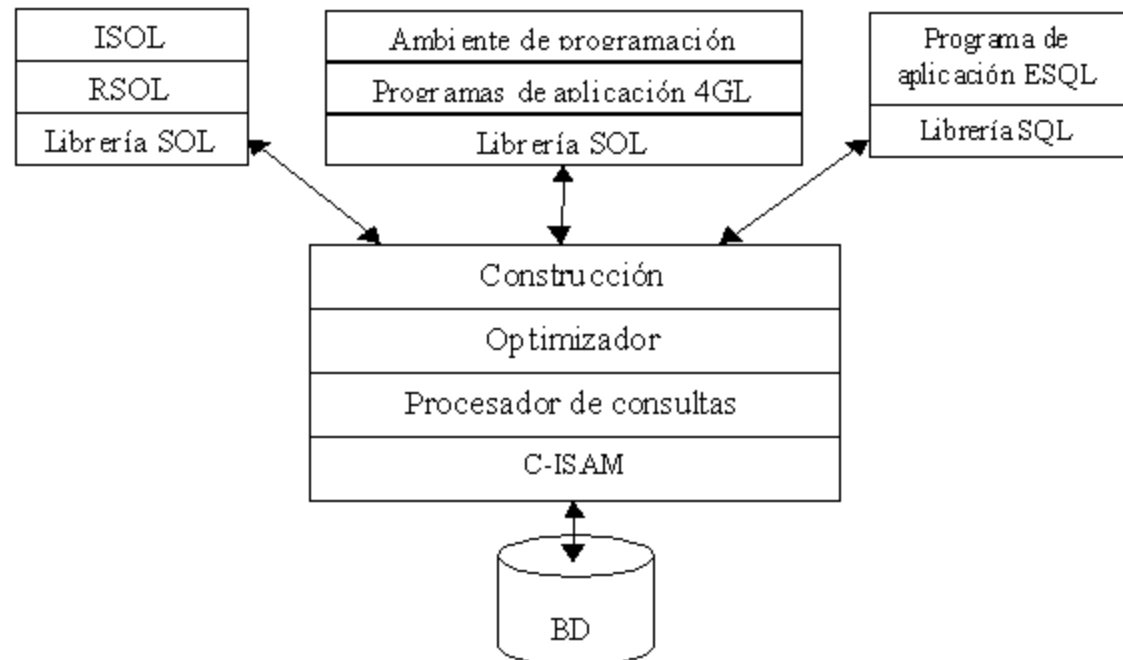 ISOL
RSOL
Librería SOL
Ambiente de programación
Programas de aplicación 4GL
Librería SOL
Programa de
aplicación ESQL
Librería SQL
Construcción
Optimizador
Procesador de consultas
C-ISAM
BD